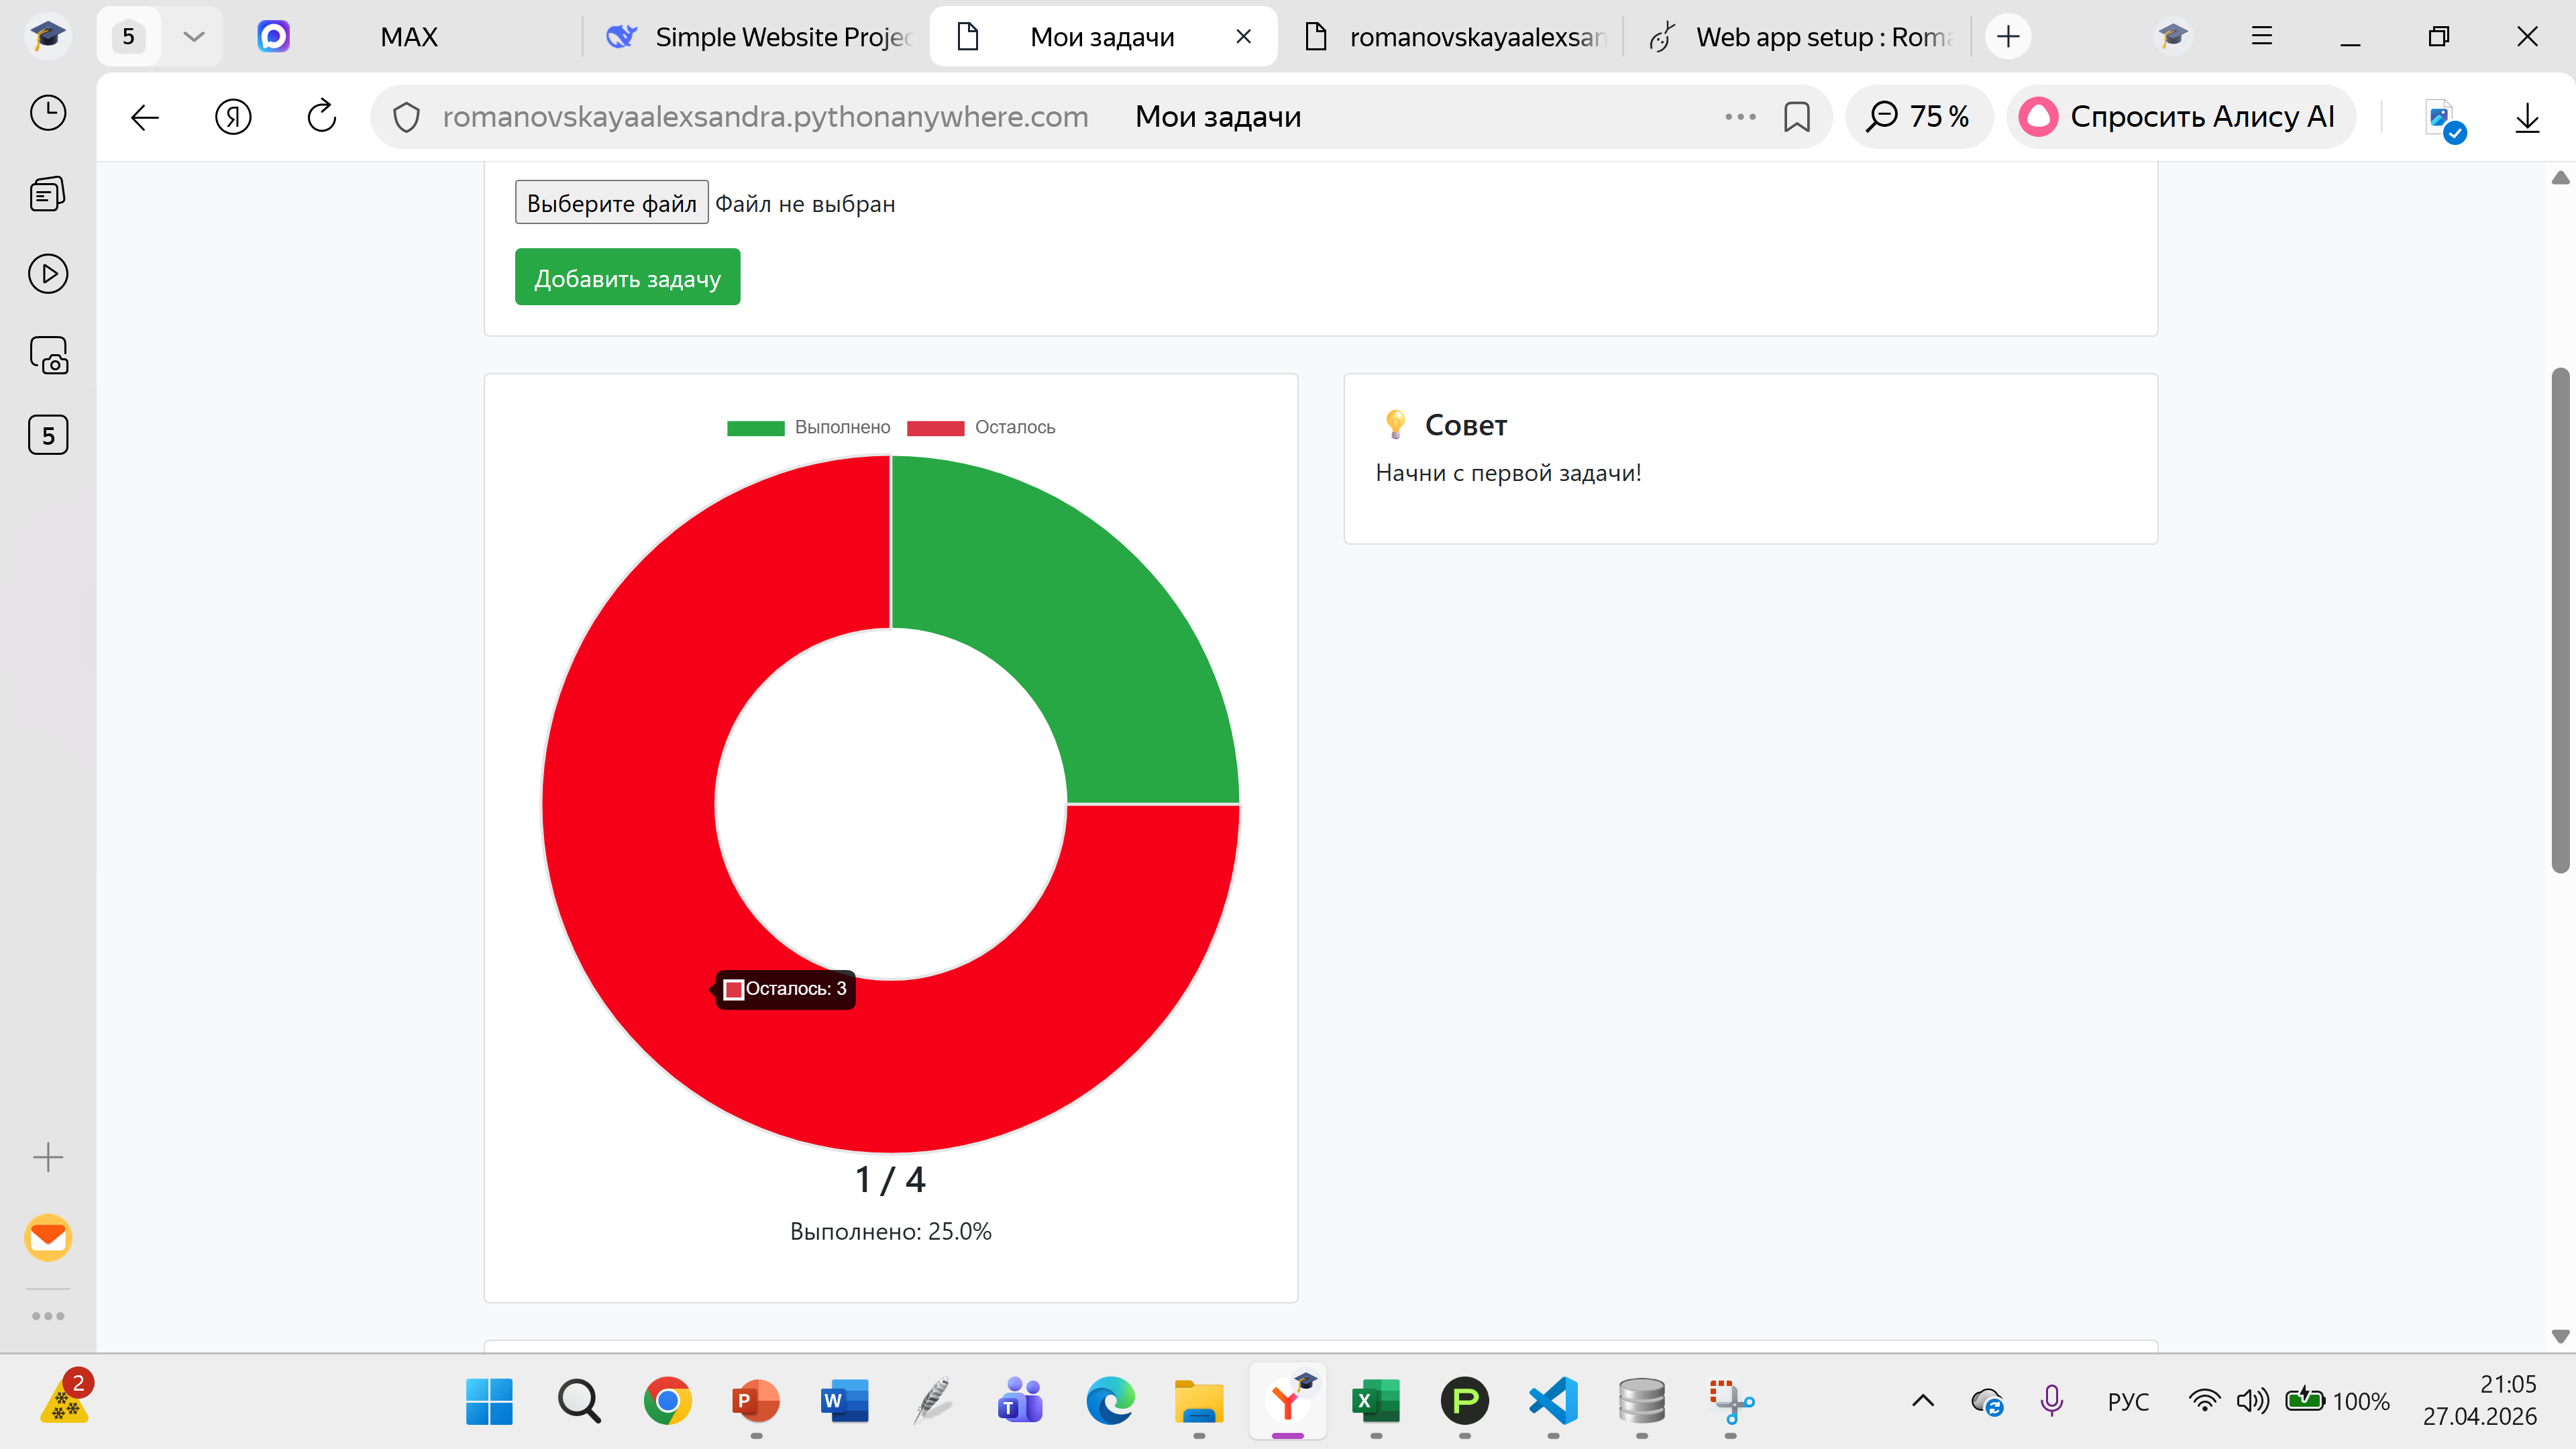 5
MAX
Simple Website Projec
Мои задачи
romanovskayaalexsan
Web app setup : Roma
romanovskayaalexsandra.pythonanywhere.com
Мои задачи
75 %
Спросить Алису AI
5
Выберите файл
Файл не выбран
Добавить задачу
Выполнено
Осталось
💡 Совет
Начни с первой задачи!
Осталось: 3
1 / 4
Выполнено: 25.0%
2
РУС
100%
21:05
27.04.2026